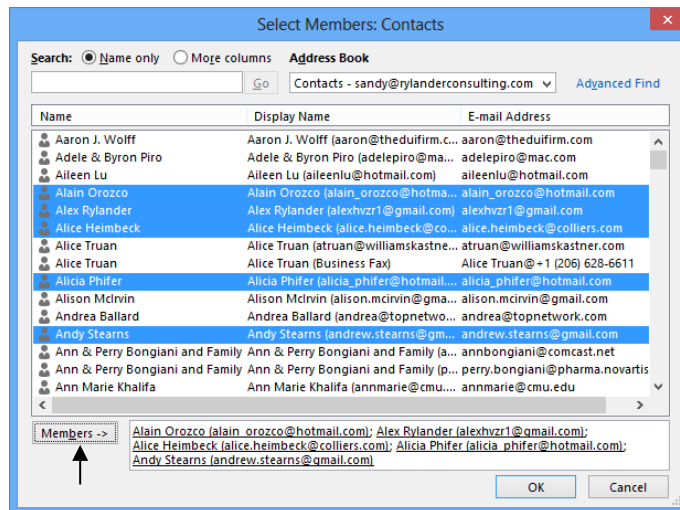 Select Members: Contacts
Search: Name only More columns Address Book
Go Contacts - sandy@rylanderconsulting.com Advanced Find
Name Display Name E-mail Address
Aaron J. Wolff Aaron J. Wolff (aaron@theduifirm.c... aaron@theduifirm.com
Adele & Byron Piro Adele & Byron Piro (adelepiro@ma... adelepiro@mac.com
Aileen Lu Aileen Lu (aileenlu@hotmail.com) aileenlu@hotmail.com
Alain Orozco Alain Orozco (alain_orozco@hotma... alain_orozco@hotmail.com
Alex Rylander Alex Rylander (alexhvzr1@gmail.com) alexhvzr1@gmail.com
Alice Heimbeck Alice Heimbeck (alice.heimbeck@co... alice.heimbeck@colliers.com
Alice Truan Alice Truan (atruan@williamskastne... atruan@williamskastner.com
Alice Truan Alice Truan (Business Fax) Alice Truan@+1 (206) 628-6611
Alicia Phifer Alicia Phifer (alicia_phifer@hotmail.... alicia_phifer@hotmail.com
Alison McIrvin Alison McIrvin (alison.mcirvin@gma... alison.mcirvin@gmail.com
Andrea Ballard Andrea Ballard (andrea@topnetwo... andrea@topnetwork.com
Andy Stearns Andy Stearns (andrew.stearns@gm... andrew.stearns@gmail.com
Ann & Perry Bongiani and Family Ann & Perry Bongiani and Family (a... annbongiani@comcast.net
Ann & Perry Bongiani and Family Ann & Perry Bongiani and Family (p... perry.bongiani@pharma.novartis
Ann Marie Khalifa Ann Marie Khalifa (annmarie@cmu.... annmarie@cmu.edu
Members -> Alain Orozco (alain_orozco@hotmail.com); Alex Rylander (alexhvzr1@gmail.com);
Alice Heimbeck (alice.heimbeck@colliers.com); Alicia Phifer (alicia_phifer@hotmail.com);
Andy Stearns (andrew.stearns@gmail.com)
OK Cancel